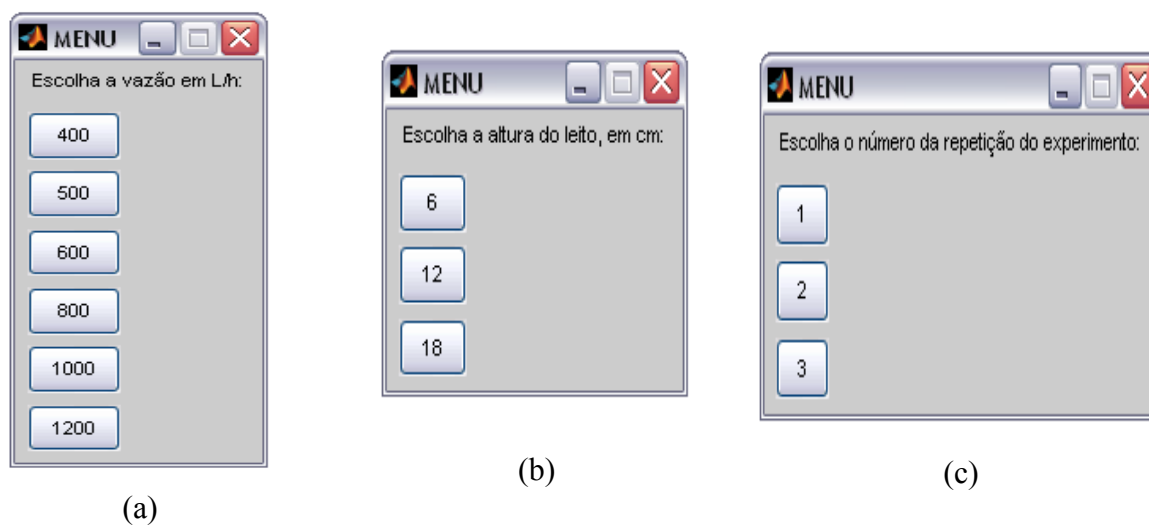 MENU
Escolha a vazão em L/h:
400
500
600
800
1000
1200
(a)
MENU
Escolha a altura do leito, em cm:
6
12
18
(b)
MENU
Escolha o número da repetição do experimento:
1
2
3
(c)